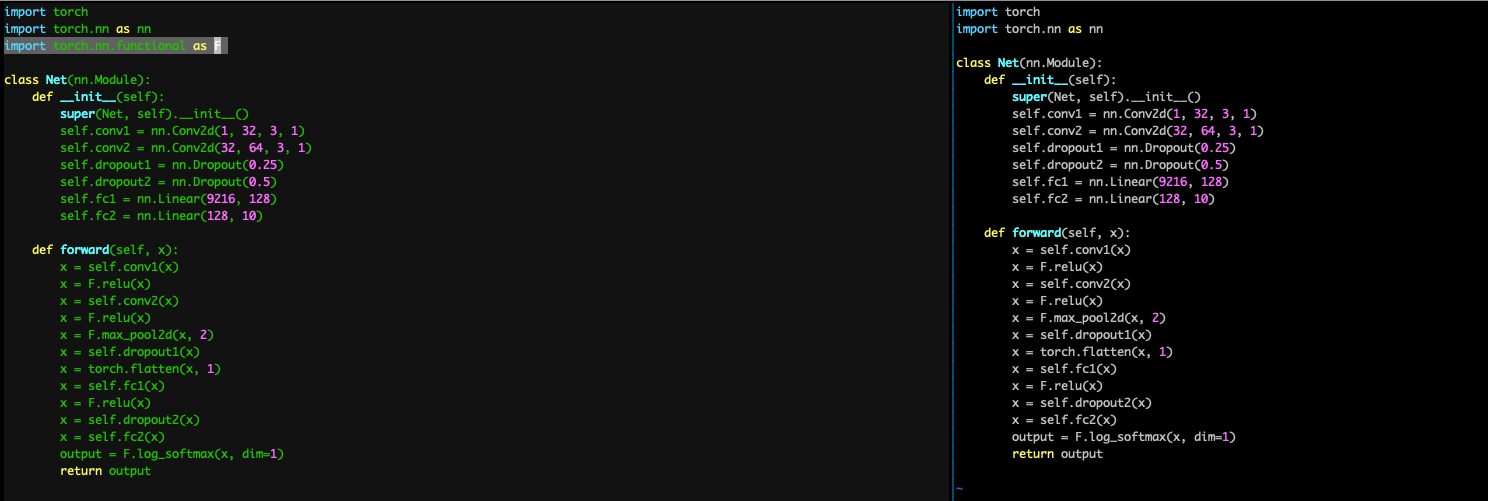 import torch
import torch.nn as nn
import torch.nn.functional as F
class Net(nn.Module):
    def __init__(self):
        super(Net, self).__init__()
        self.conv1 = nn.Conv2d(1, 32, 3, 1)
        self.conv2 = nn.Conv2d(32, 64, 3, 1)
        self.dropout1 = nn.Dropout(0.25)
        self.dropout2 = nn.Dropout(0.5)
        self.fc1 = nn.Linear(9216, 128)
        self.fc2 = nn.Linear(128, 10)
    def forward(self, x):
        x = self.conv1(x)
        x = F.relu(x)
        x = self.conv2(x)
        x = F.relu(x)
        x = F.max_pool2d(x, 2)
        x = self.dropout1(x)
        x = torch.flatten(x, 1)
        x = self.fc1(x)
        x = F.relu(x)
        x = self.dropout2(x)
        x = self.fc2(x)
        output = F.log_softmax(x, dim=1)
        return output
import torch
import torch.nn as nn
class Net(nn.Module):
    def __init__(self):
        super(Net, self).__init__()
        self.conv1 = nn.Conv2d(1, 32, 3, 1)
        self.conv2 = nn.Conv2d(32, 64, 3, 1)
        self.dropout1 = nn.Dropout(0.25)
        self.dropout2 = nn.Dropout(0.5)
        self.fc1 = nn.Linear(9216, 128)
        self.fc2 = nn.Linear(128, 10)
    def forward(self, x):
        x = self.conv1(x)
        x = F.relu(x)
        x = self.conv2(x)
        x = F.relu(x)
        x = F.max_pool2d(x, 2)
        x = self.dropout1(x)
        x = torch.flatten(x, 1)
        x = self.fc1(x)
        x = F.relu(x)
        x = self.dropout2(x)
        x = self.fc2(x)
        output = F.log_softmax(x, dim=1)
        return output
~